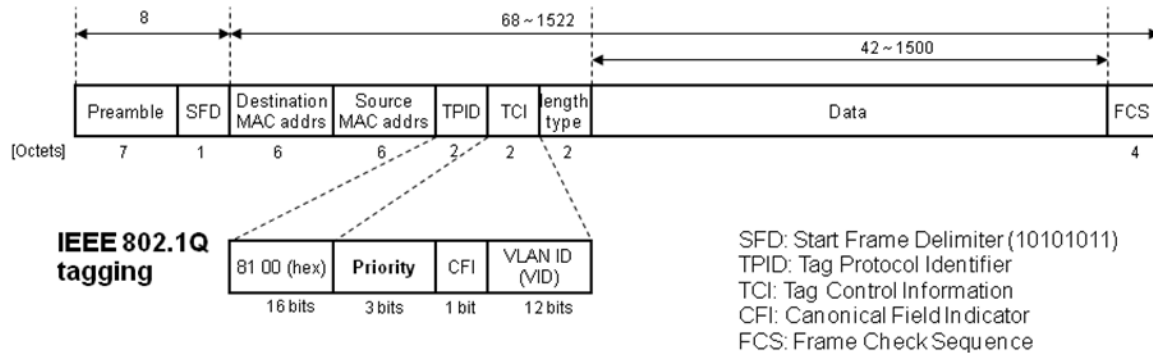 8
68 ~ 1522
42 ~ 1500
Preamble
SFD
Destination
MAC addrs
Source
MAC addrs
TPID
TCI
length
type
Data
FCS
[Octets]
7
1
6
6
2
2
2
4
IEEE 802.1Q
tagging
81 00 (hex)
Priority
CFI
VLAN ID
(VID)
16 bits
3 bits
1 bit
12 bits
SFD: Start Frame Delimiter (10101011)
TPID: Tag Protocol Identifier
TCI: Tag Control Information
CFI: Canonical Field Indicator
FCS: Frame Check Sequence